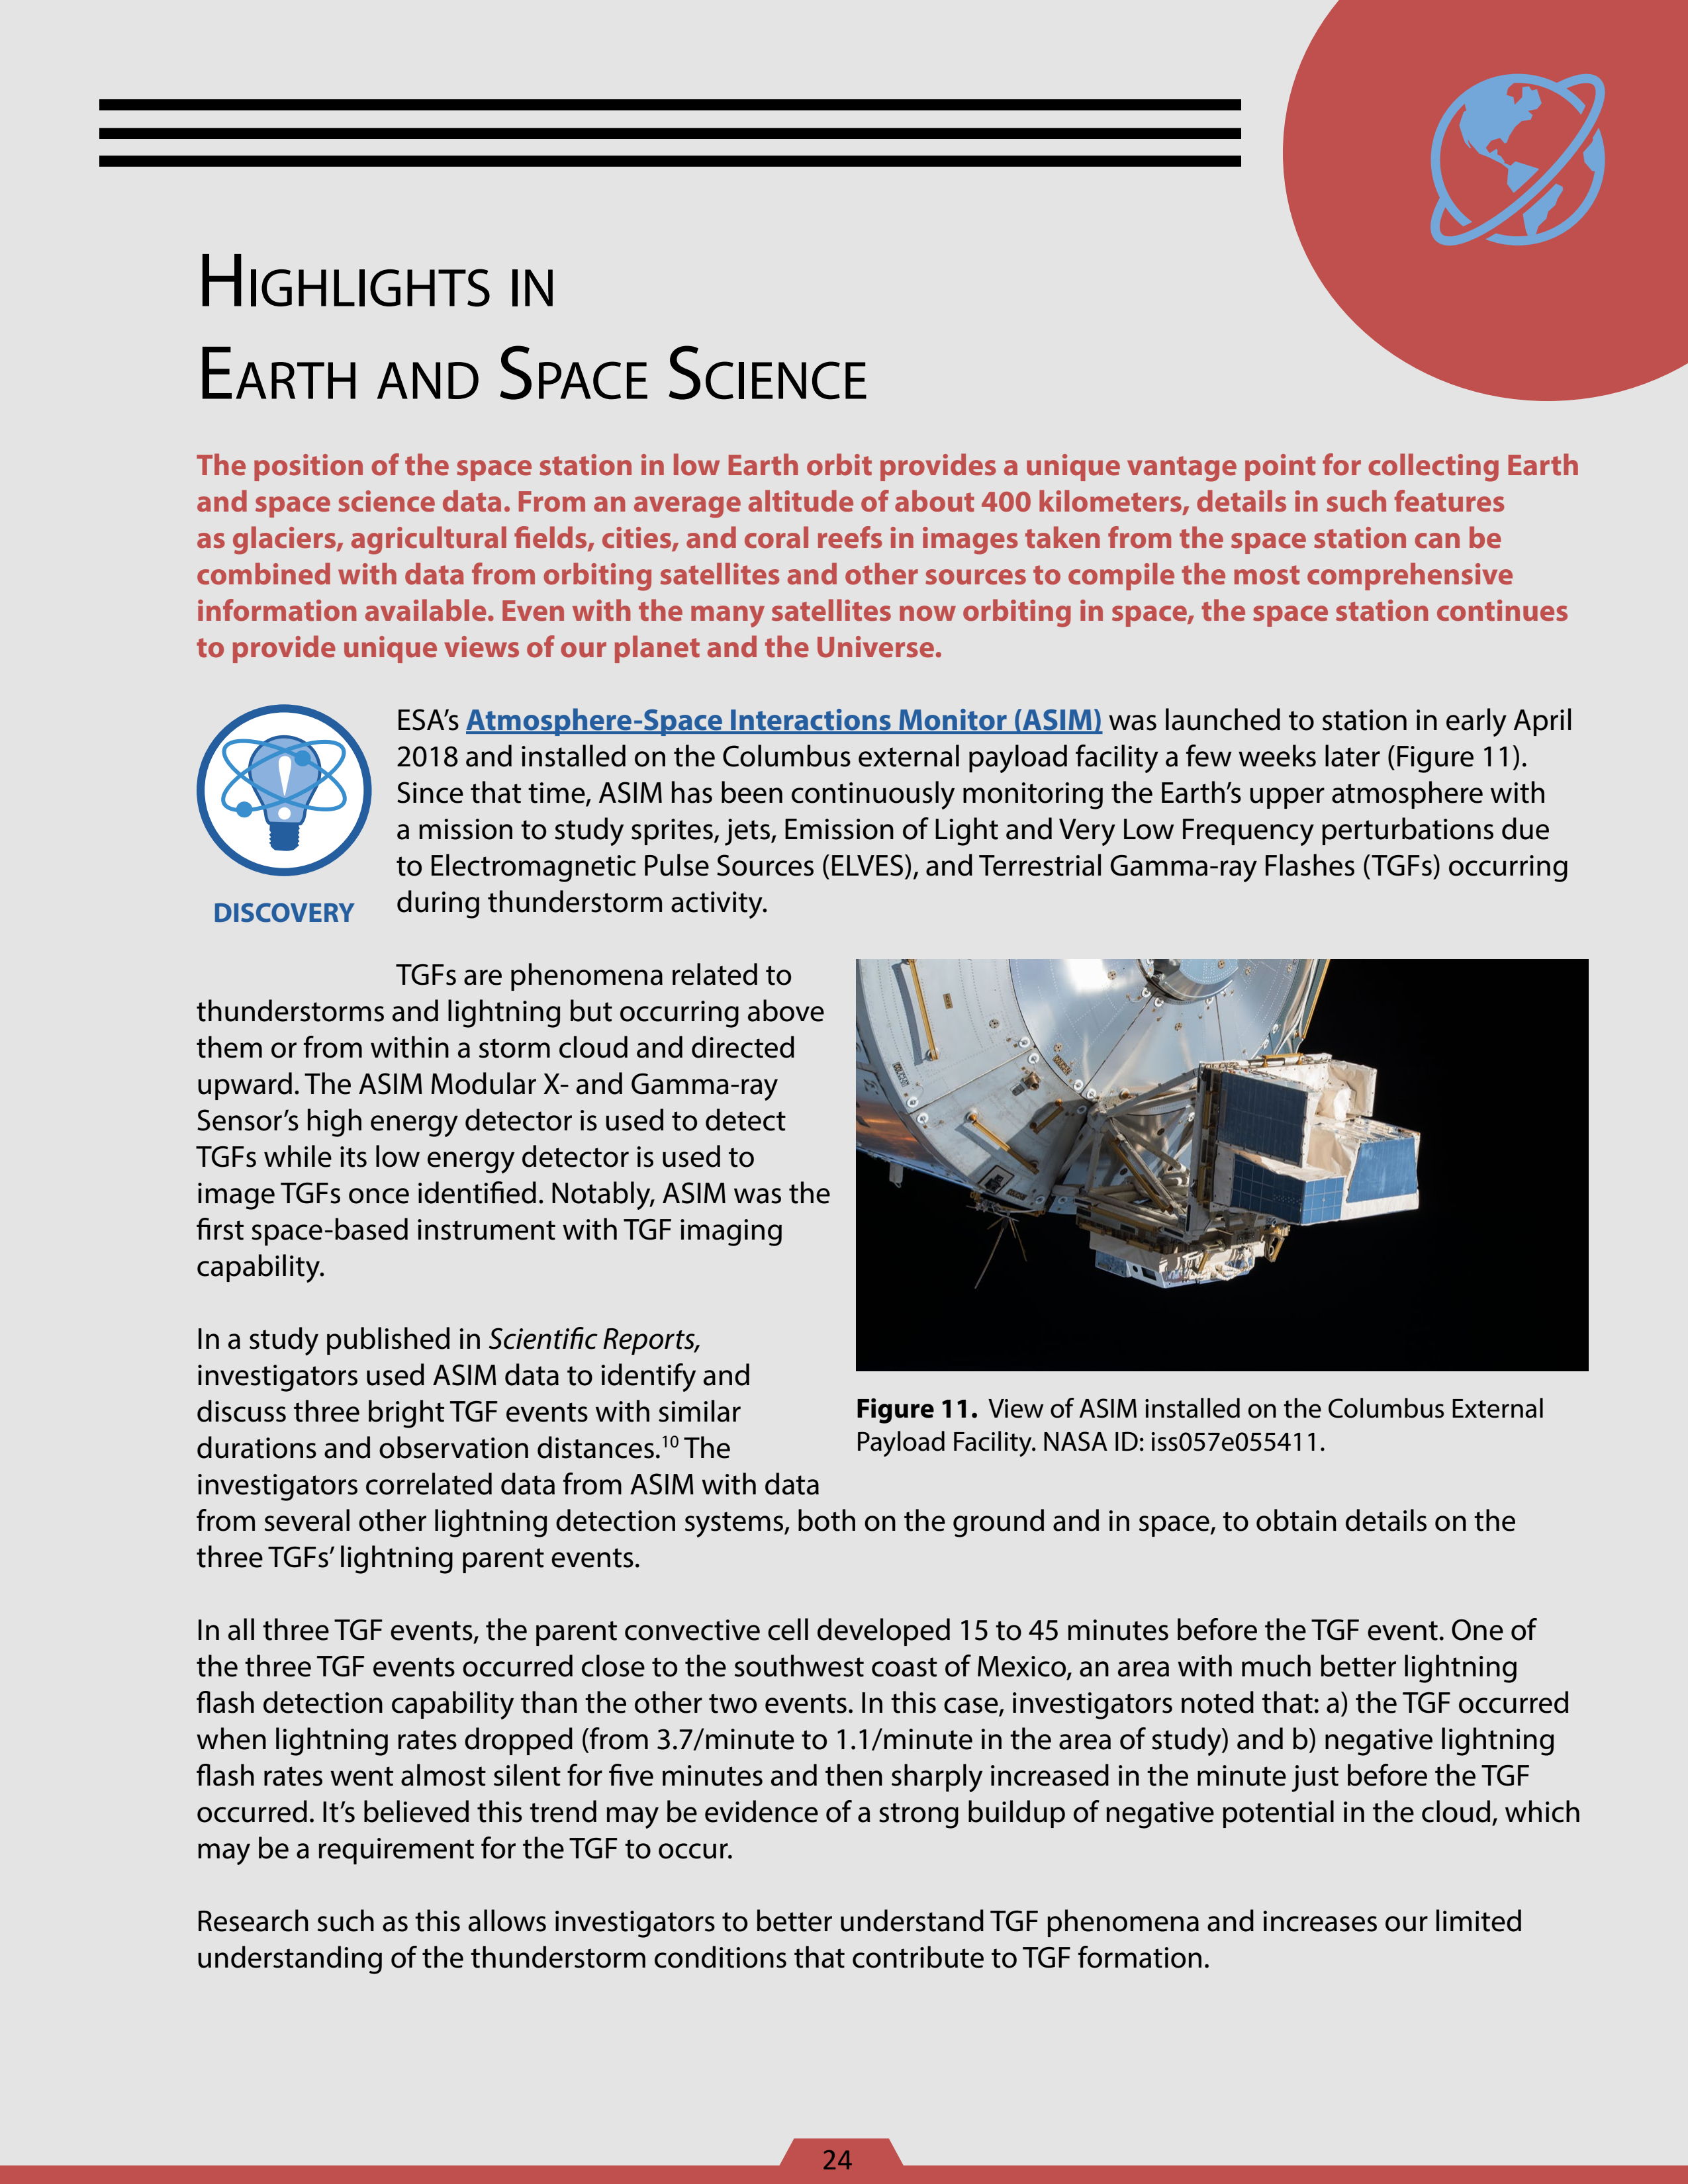 Highlights in
Earth and Space Science
The position of the space station in low Earth orbit provides a unique vantage point for collecting Earth
and space science data. From an average altitude of about 400 kilometers, details in such features
as glaciers, agricultural fields, cities, and coral reefs in images taken from the space station can be
combined with data from orbiting satellites and other sources to compile the most comprehensive
information available. Even with the many satellites now orbiting in space, the space station continues
to provide unique views of our planet and the Universe.
DISCOVERY
ESA's Atmosphere-Space Interactions Monitor (ASIM) was launched to station in early April
2018 and installed on the Columbus external payload facility a few weeks later (Figure 11).
Since that time, ASIM has been continuously monitoring the Earth's upper atmosphere with
a mission to study sprites, jets, Emission of Light and Very Low Frequency perturbations due
to Electromagnetic Pulse Sources (ELVES), and Terrestrial Gamma-ray Flashes (TGFs) occurring
during thunderstorm activity.
TGFs are phenomena related to
thunderstorms and lightning but occurring above
them or from within a storm cloud and directed
upward. The ASIM Modular X- and Gamma-ray
Sensor's high energy detector is used to detect
TGFs while its low energy detector is used to
image TGFs once identified. Notably, ASIM was the
first space-based instrument with TGF imaging
capability.
In a study published in Scientific Reports,
investigators used ASIM data to identify and
discuss three bright TGF events with similar
durations and observation distances.10 The
investigators correlated data from ASIM with data
from several other lightning detection systems, both on the ground and in space, to obtain details on the
three TGFs' lightning parent events.
Figure 11. View of ASIM installed on the Columbus External
Payload Facility. NASA ID: iss057e055411.
In all three TGF events, the parent convective cell developed 15 to 45 minutes before the TGF event. One of
the three TGF events occurred close to the southwest coast of Mexico, an area with much better lightning
flash detection capability than the other two events. In this case, investigators noted that: a) the TGF occurred
when lightning rates dropped (from 3.7/minute to 1.1/minute in the area of study) and b) negative lightning
flash rates went almost silent for five minutes and then sharply increased in the minute just before the TGF
occurred. It's believed this trend may be evidence of a strong buildup of negative potential in the cloud, which
may be a requirement for the TGF to occur.
Research such as this allows investigators to better understand TGF phenomena and increases our limited
understanding of the thunderstorm conditions that contribute to TGF formation.
24